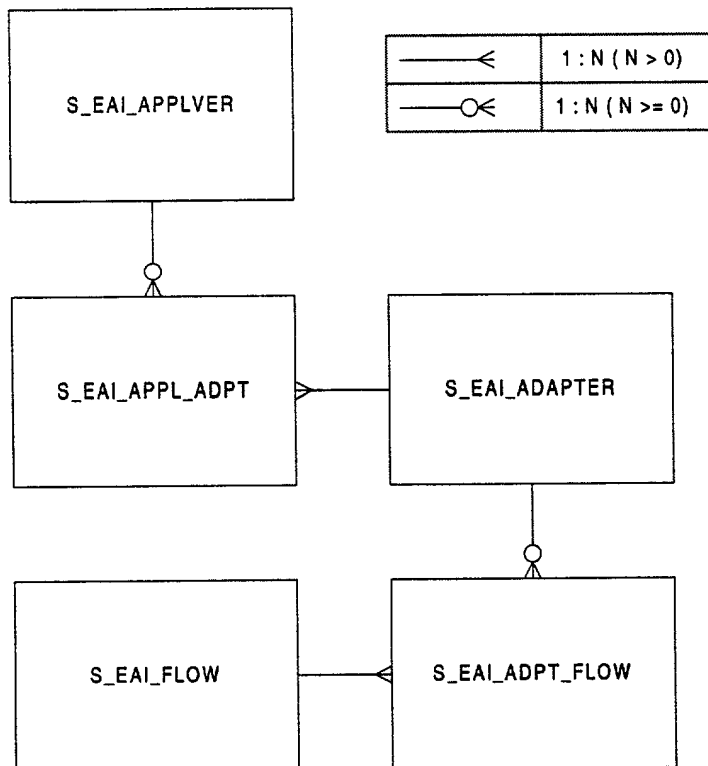 1 : N ( N > 0)
S_EAI_APPLVER
1 : N ( N >= 0)
S_EAI_APPL_ADPT
S_EAI_ADAPTER
S_EAI_FLOW
S_EAI_ADPT_FLOW